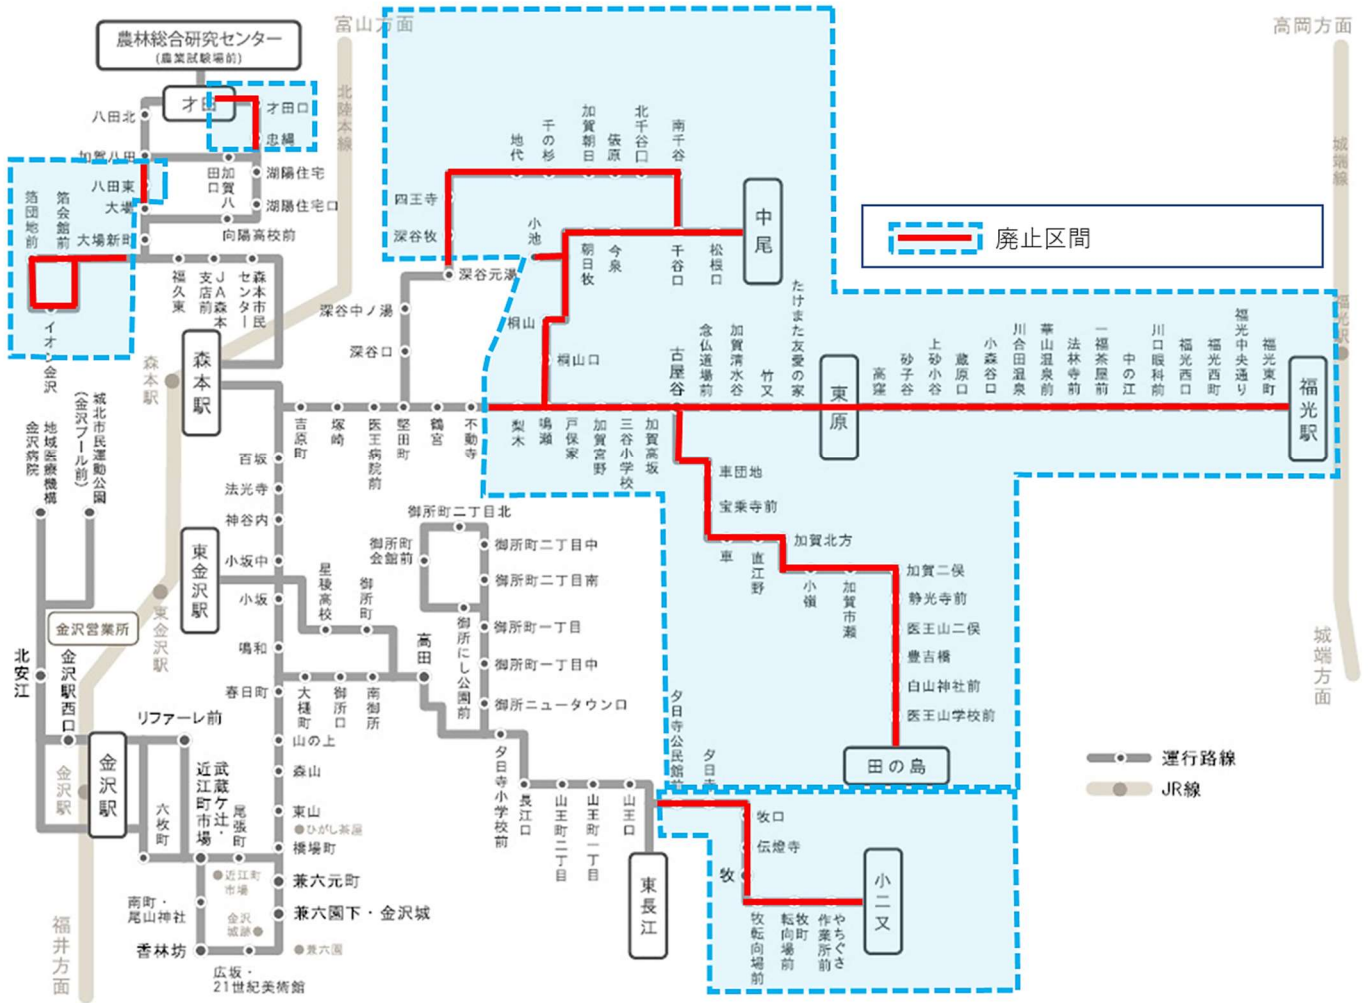 富山方面
高岡方面
農林総合研究センター
(農業試験場前)
才田
才田口
忠縄
八田北
加賀八田
八田東
大場
大場新町
加賀八
田口
湖陽住宅
湖陽住宅口
向陽高校前
箔団地前
箔会館前
イオン金沢
福久東
JA森本
支店前
森本市民
センター
北陸本線
城端線
四王寺
深谷牧
地代
千の杉
加賀朝日
俵原
北千谷口
南千谷
小池
朝日牧
今泉
千谷口
松根口
中尾
廃止区間
深谷元湯
深谷中ノ湯
深谷口
桐山
桐山口
森本駅
森本駅
吉原町
塚崎
医王病院前
堅田町
鶴宮
不動寺
梨木
鳴瀬
戸保家
加賀宮野
三谷小学校
加賀高坂
古屋谷
念仏道場前
加賀清水谷
竹又
たけまた友愛の家
東原
高窪
砂子谷
上砂小谷
蔵原口
小森谷口
川合田温泉
華山温泉前
法林寺前
一福茶屋前
中の江
川口眼科前
福光西口
福光西町
福光中央通り
福光東町
福光駅
福光駅
城北市民運動公園
(金沢プール前)
地域医療機構
金沢病院
百坂
法光寺
神谷内
小坂中
小坂
鳴和
春日町
山の上
森山
東山
ひがし茶屋
橋場町
兼六元町
兼六園下・金沢城
兼六園
東金沢駅
東金沢駅
星稜高校
御所町
御所町
会館前
御所町二丁目北
御所町二丁目中
御所町二丁目南
御所町一丁目
御所町一丁目中
御所ニュータウン口
御所にし公園前
高田
大樋町
御所口
南御所
車団地
宝乗寺前
車
直江野
加賀北方
小嶺
加賀市瀬
加賀二俣
静光寺前
医王山二俣
豊吉橋
白山神社前
医王山学校前
田の島
城端方面
運行路線
JR線
金沢営業所
北安江
金沢駅西口
リファーレ前
金沢駅
金沢駅
六枚町
武蔵ケ辻・
近江町市場
尾張町
近江町
市場
南町・
尾山神社
金沢
城跡
香林坊
広坂・
21世紀美術館
福井方面
夕日寺小学校前
長江口
山王町二丁目
山王町一丁目
山王口
東長江
夕日寺公民館前
夕日寺
牧口
伝燈寺
牧
牧転向場前
牧町
転向場前
やちぐさ
作業所前
小二又